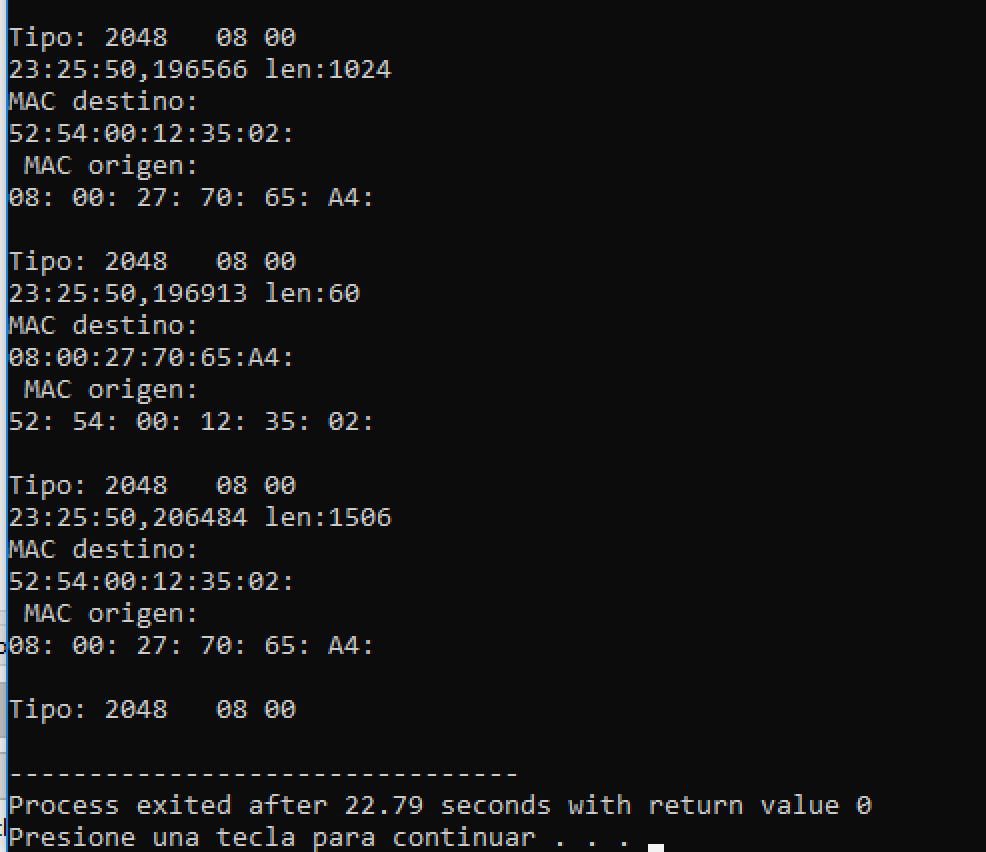 Tipo: 2048   08 00
23:25:50,196566 len:1024
MAC destino:
52:54:00:12:35:02:
 MAC origen:
08: 00: 27: 70: 65: A4:

Tipo: 2048   08 00
23:25:50,196913 len:60
MAC destino:
08:00:27:70:65:A4:
 MAC origen:
52: 54: 00: 12: 35: 02:

Tipo: 2048   08 00
23:25:50,206484 len:1506
MAC destino:
52:54:00:12:35:02:
 MAC origen:
08: 00: 27: 70: 65: A4:

Tipo: 2048   08 00

--------------------------------
Process exited after 22.79 seconds with return value 0
Presione una tecla para continuar . . .